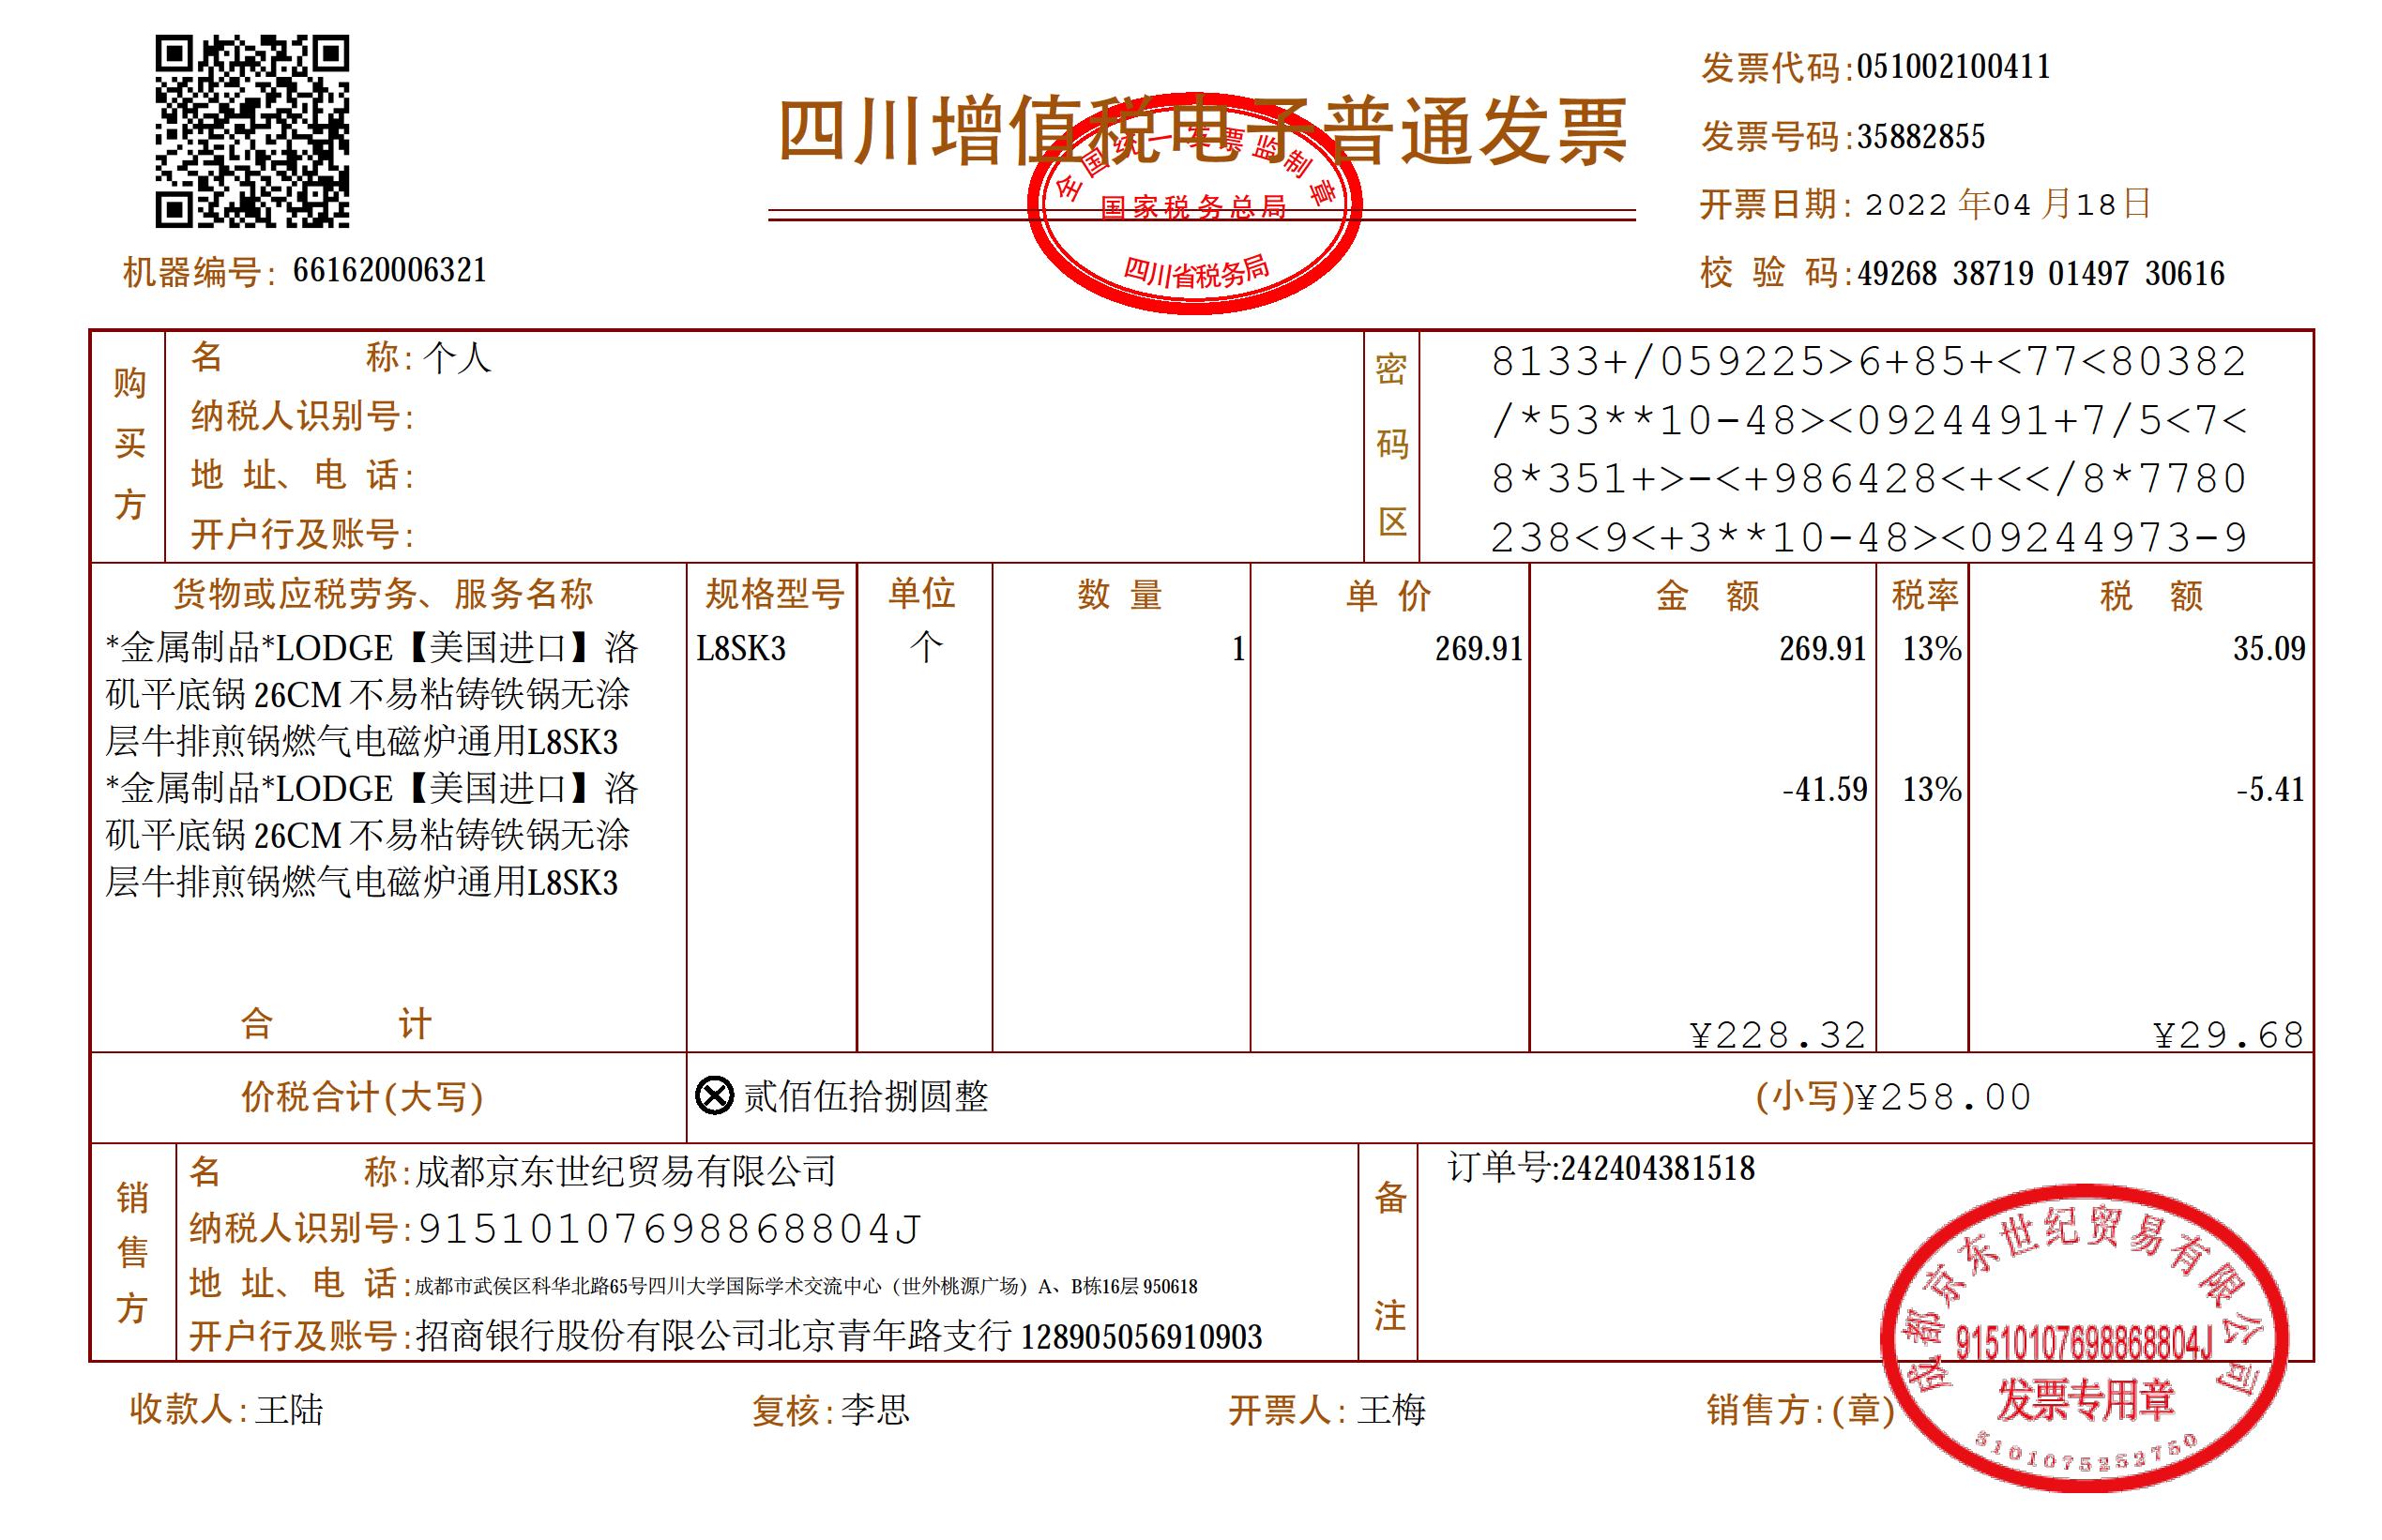 发票代码:051002100411
四川增值税电子普通发票
发票号码:35882855
全国统一发票监制章
国家税务总局
四川省税务局
开票日期: 2022 年04 月18日
机器编号: 661620006321
校 验 码:49268 38719 01497 30616
购买方
名 称: 个人
纳税人识别号:
地 址、电 话:
开户行及账号:
密码区
8133+/059225>6+85+<77<80382
/*53**10-48><0924491+7/5<7<
8*351+>-<+986428<+<</8*7780
238<9<+3**10-48><09244973-9
货物或应税劳务、服务名称 规格型号 单位 数 量 单 价 金 额 税率 税 额
*金属制品*LODGE【美国进口】洛 L8SK3 个 1 269.91 269.91 13% 35.09
矶平底锅 26CM 不易粘铸铁锅无涂
层牛排煎锅燃气电磁炉通用L8SK3
*金属制品*LODGE【美国进口】洛 -41.59 13% -5.41
矶平底锅 26CM 不易粘铸铁锅无涂
层牛排煎锅燃气电磁炉通用L8SK3
合 计 ¥228.32 ¥29.68
价税合计(大写) ⊗ 贰佰伍拾捌圆整 (小写)¥258.00
销售方
名 称:成都京东世纪贸易有限公司
纳税人识别号:91510107698868804J
地 址、电 话:成都市武侯区科华北路65号四川大学国际学术交流中心（世外桃源广场）A、B栋16层 950618
开户行及账号:招商银行股份有限公司北京青年路支行 128905056910903
备注
订单号:242404381518
成都京东世纪贸易有限公司
91510107698868804J
发票专用章
5101075252750
收款人: 王陆 复核: 李思 开票人: 王梅 销售方: (章)